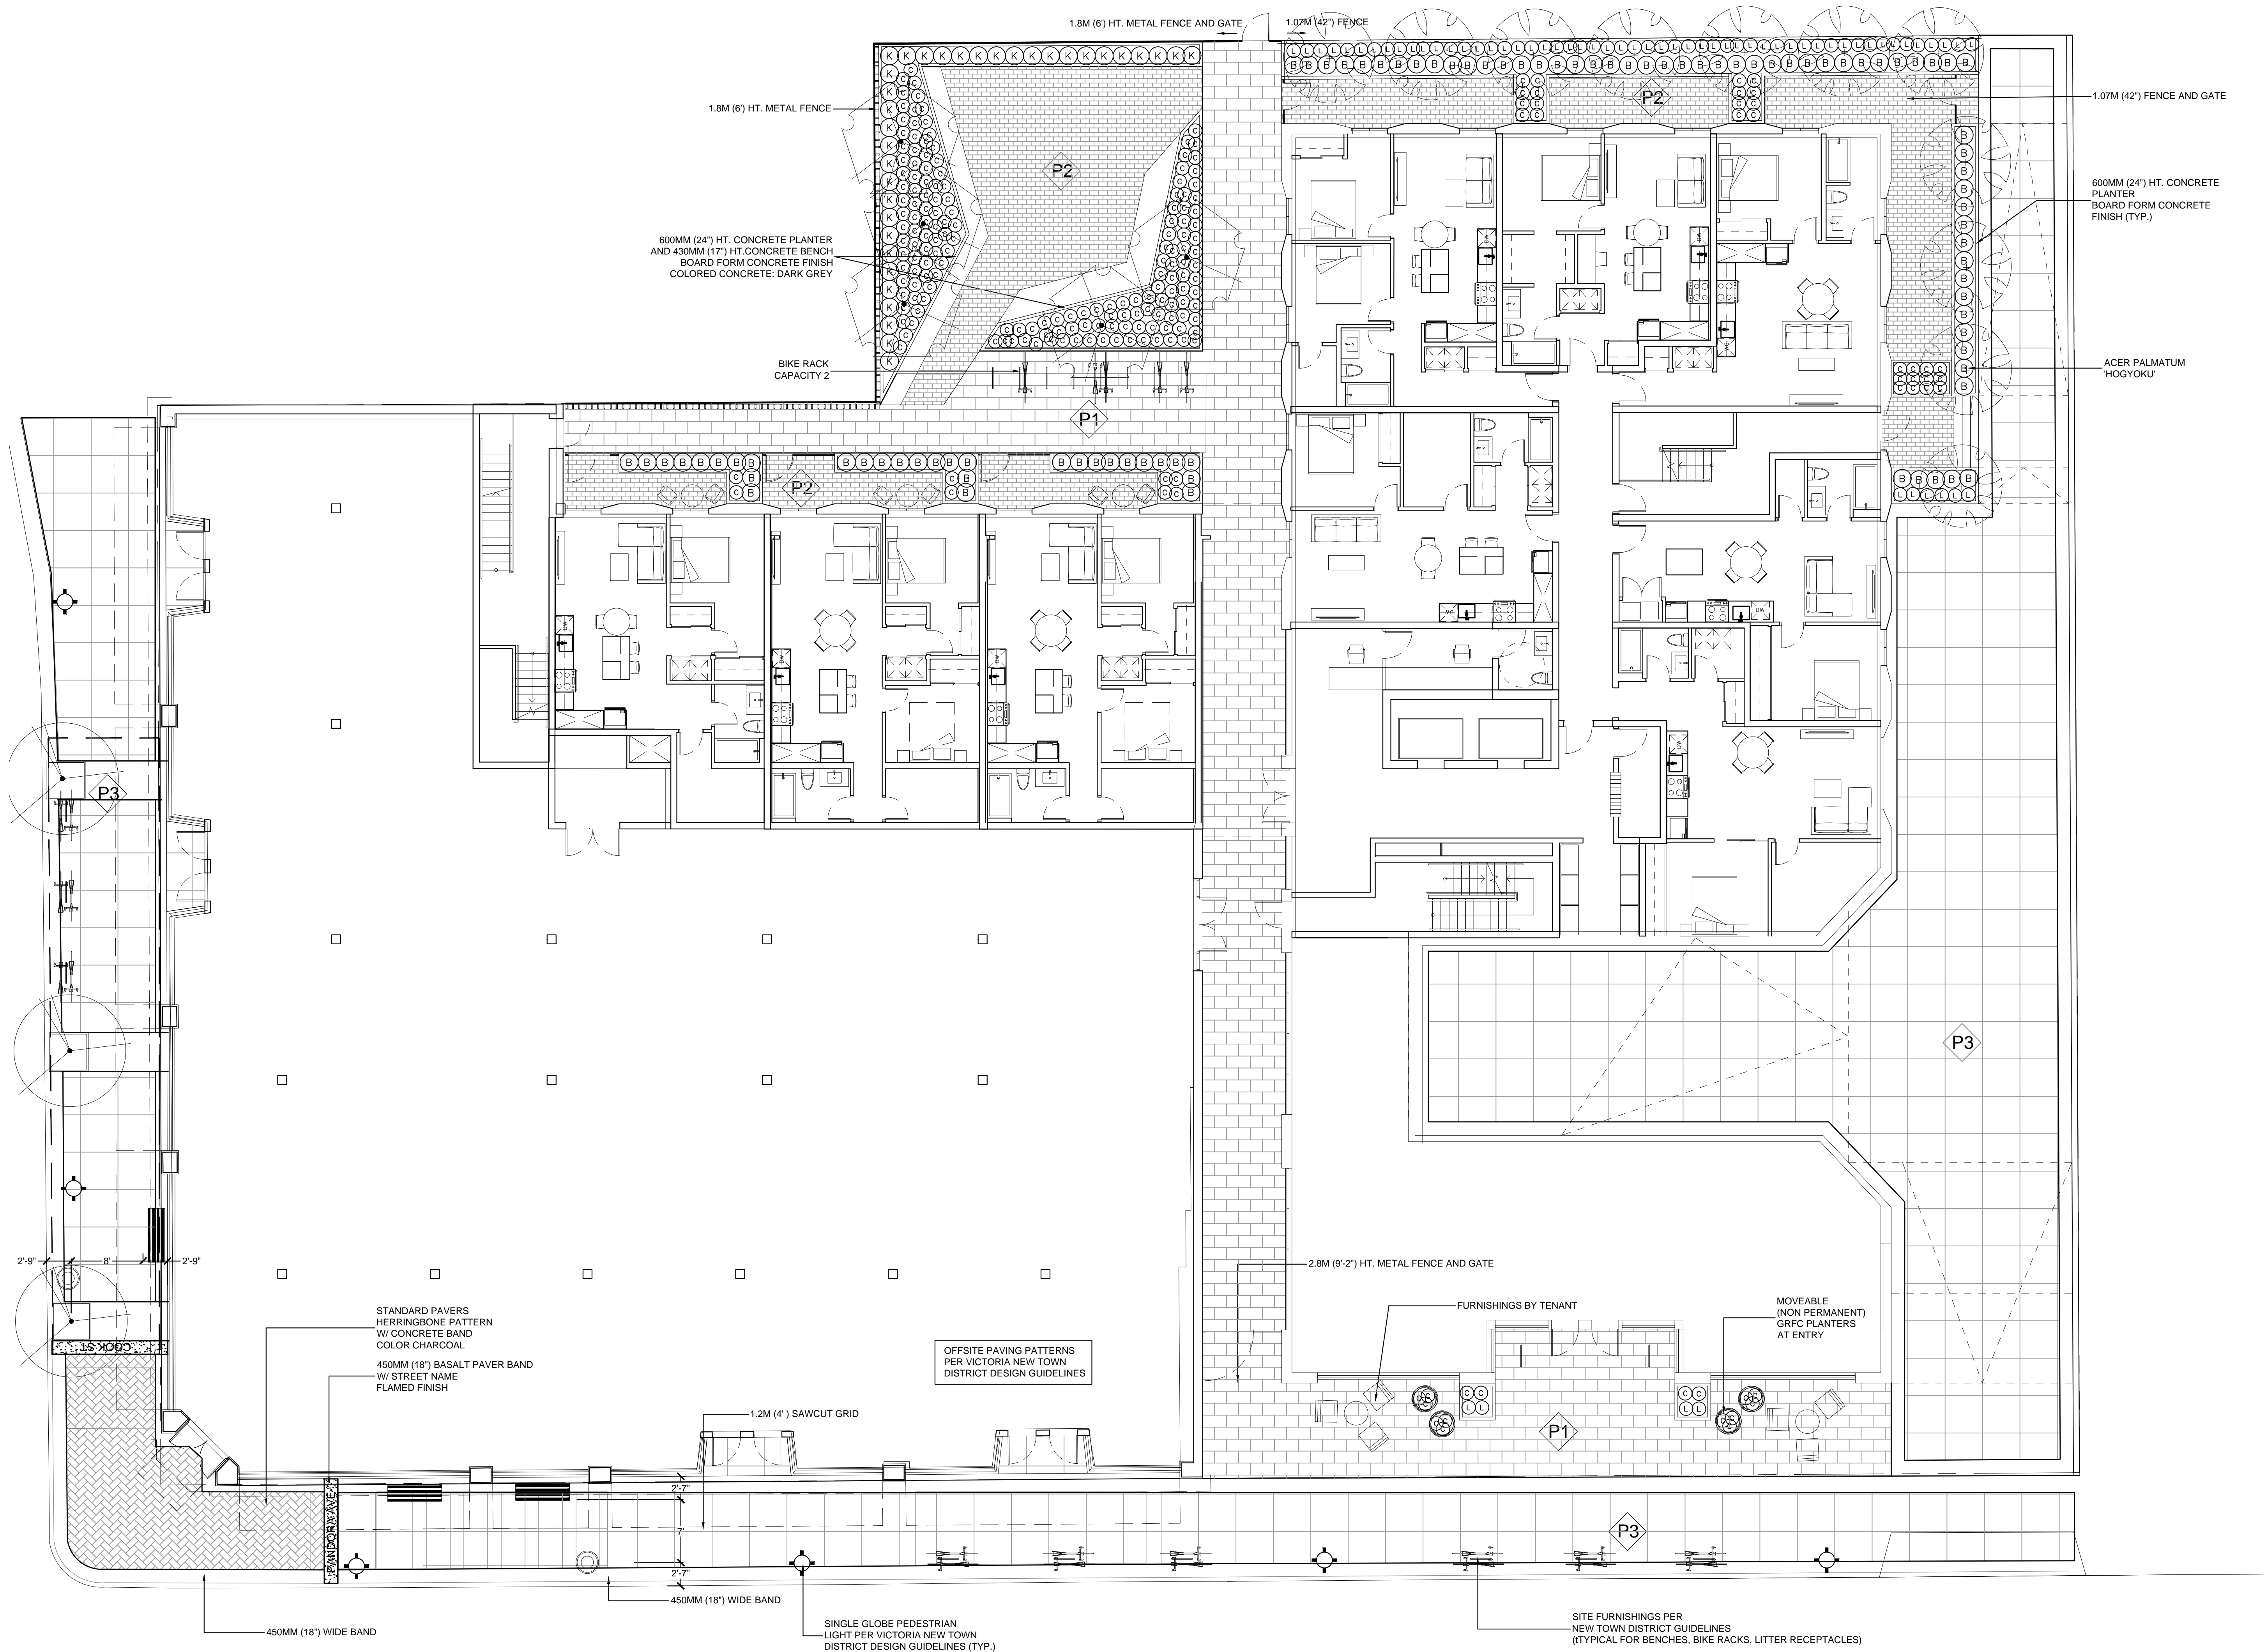 1.8M (6') HT. METAL FENCE AND GATE
1.07M (42") FENCE
1.8M (6') HT. METAL FENCE
P2
P2
1.07M (42") FENCE AND GATE
600MM (24") HT. CONCRETE
PLANTER
BOARD FORM CONCRETE
FINISH (TYP.)
600MM (24") HT. CONCRETE PLANTER
AND 430MM (17") HT.CONCRETE BENCH
BOARD FORM CONCRETE FINISH
COLORED CONCRETE: DARK GREY
BIKE RACK
CAPACITY 2
ACER PALMATUM
'HOGYOKU'
P1
P2
P3
P3
2'-9"
8'
2'-9"
2.8M (9'-2") HT. METAL FENCE AND GATE
FURNISHINGS BY TENANT
MOVEABLE
(NON PERMANENT)
GRFC PLANTERS
AT ENTRY
STANDARD PAVERS
HERRINGBONE PATTERN
W/ CONCRETE BAND
COLOR CHARCOAL
COOK ST.
450MM (18") BASALT PAVER BAND
W/ STREET NAME
FLAMED FINISH
OFFSITE PAVING PATTERNS
PER VICTORIA NEW TOWN
DISTRICT DESIGN GUIDELINES
1.2M (4' ) SAWCUT GRID
P1
PANDORA AVE.
2'-7"
7'
2'-7"
P3
450MM (18") WIDE BAND
450MM (18") WIDE BAND
SINGLE GLOBE PEDESTRIAN
LIGHT PER VICTORIA NEW TOWN
DISTRICT DESIGN GUIDELINES (TYP.)
SITE FURNISHINGS PER
NEW TOWN DISTRICT GUIDELINES
(tTYPICAL FOR BENCHES, BIKE RACKS, LITTER RECEPTACLES)